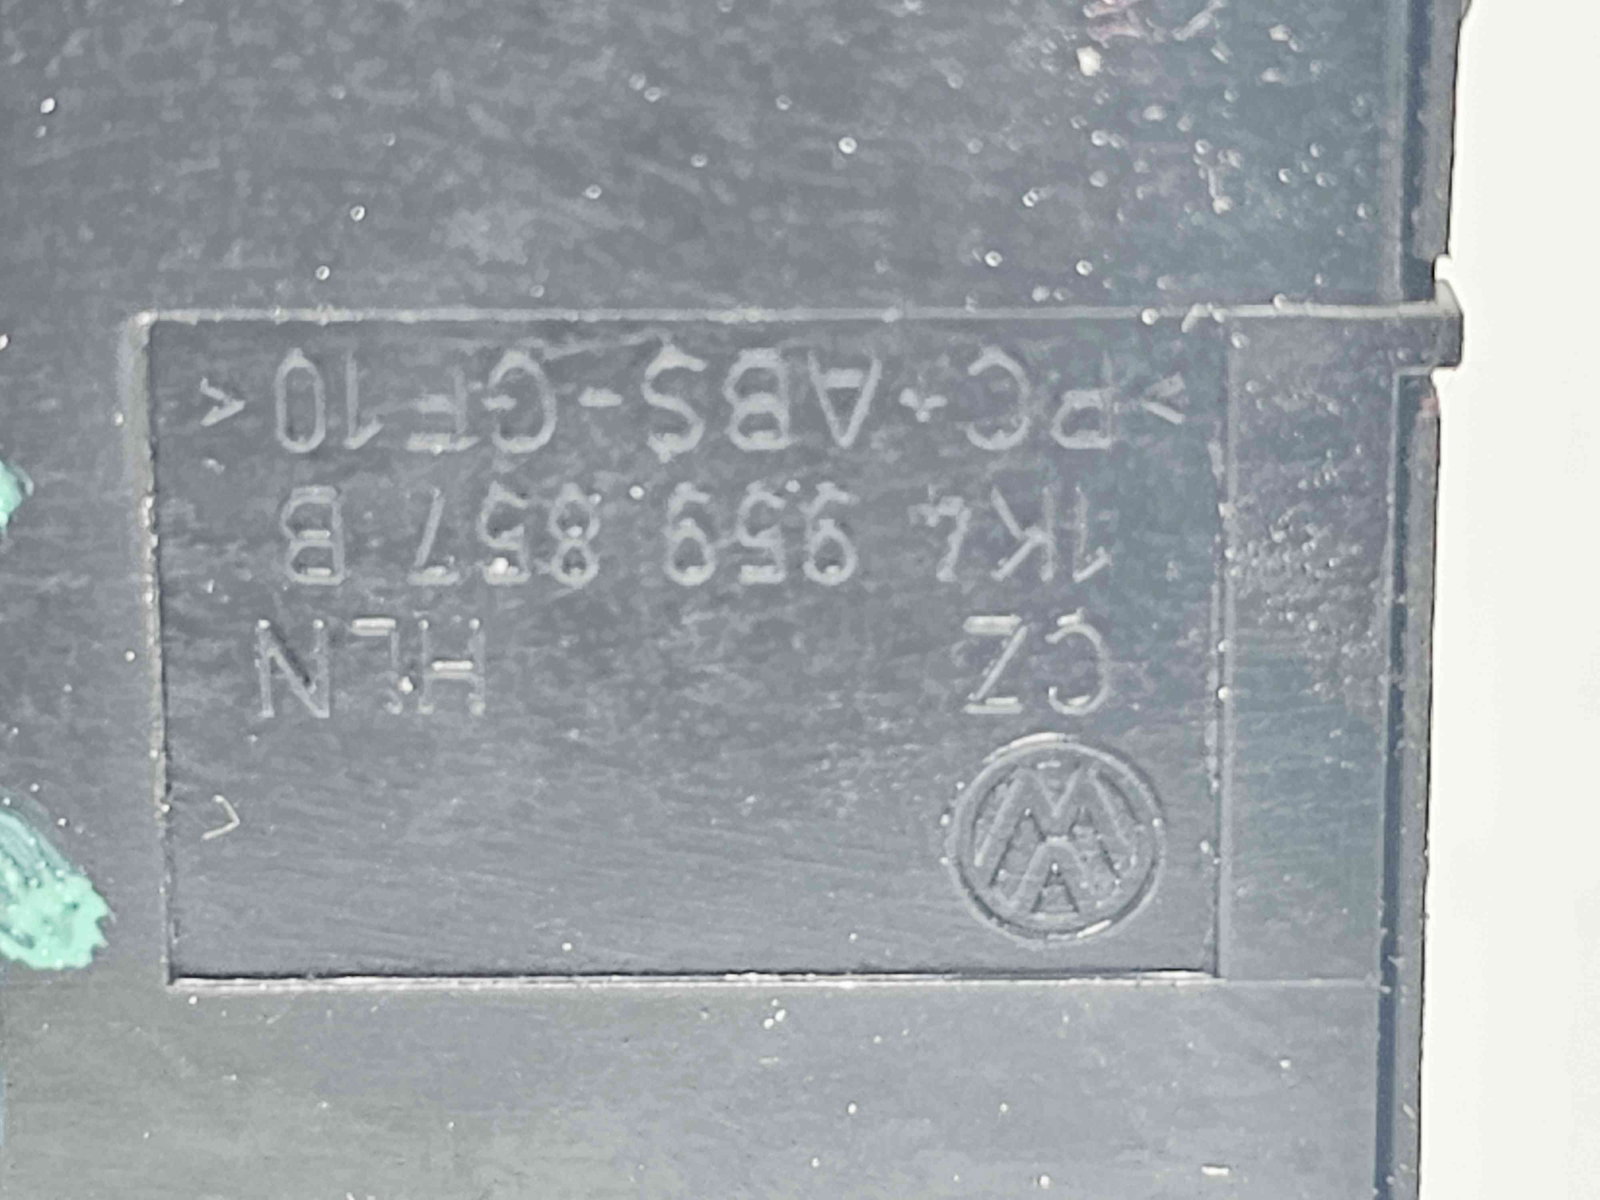 CZ HLN
1K4 959 857 B
>PC+ABS-GF10<